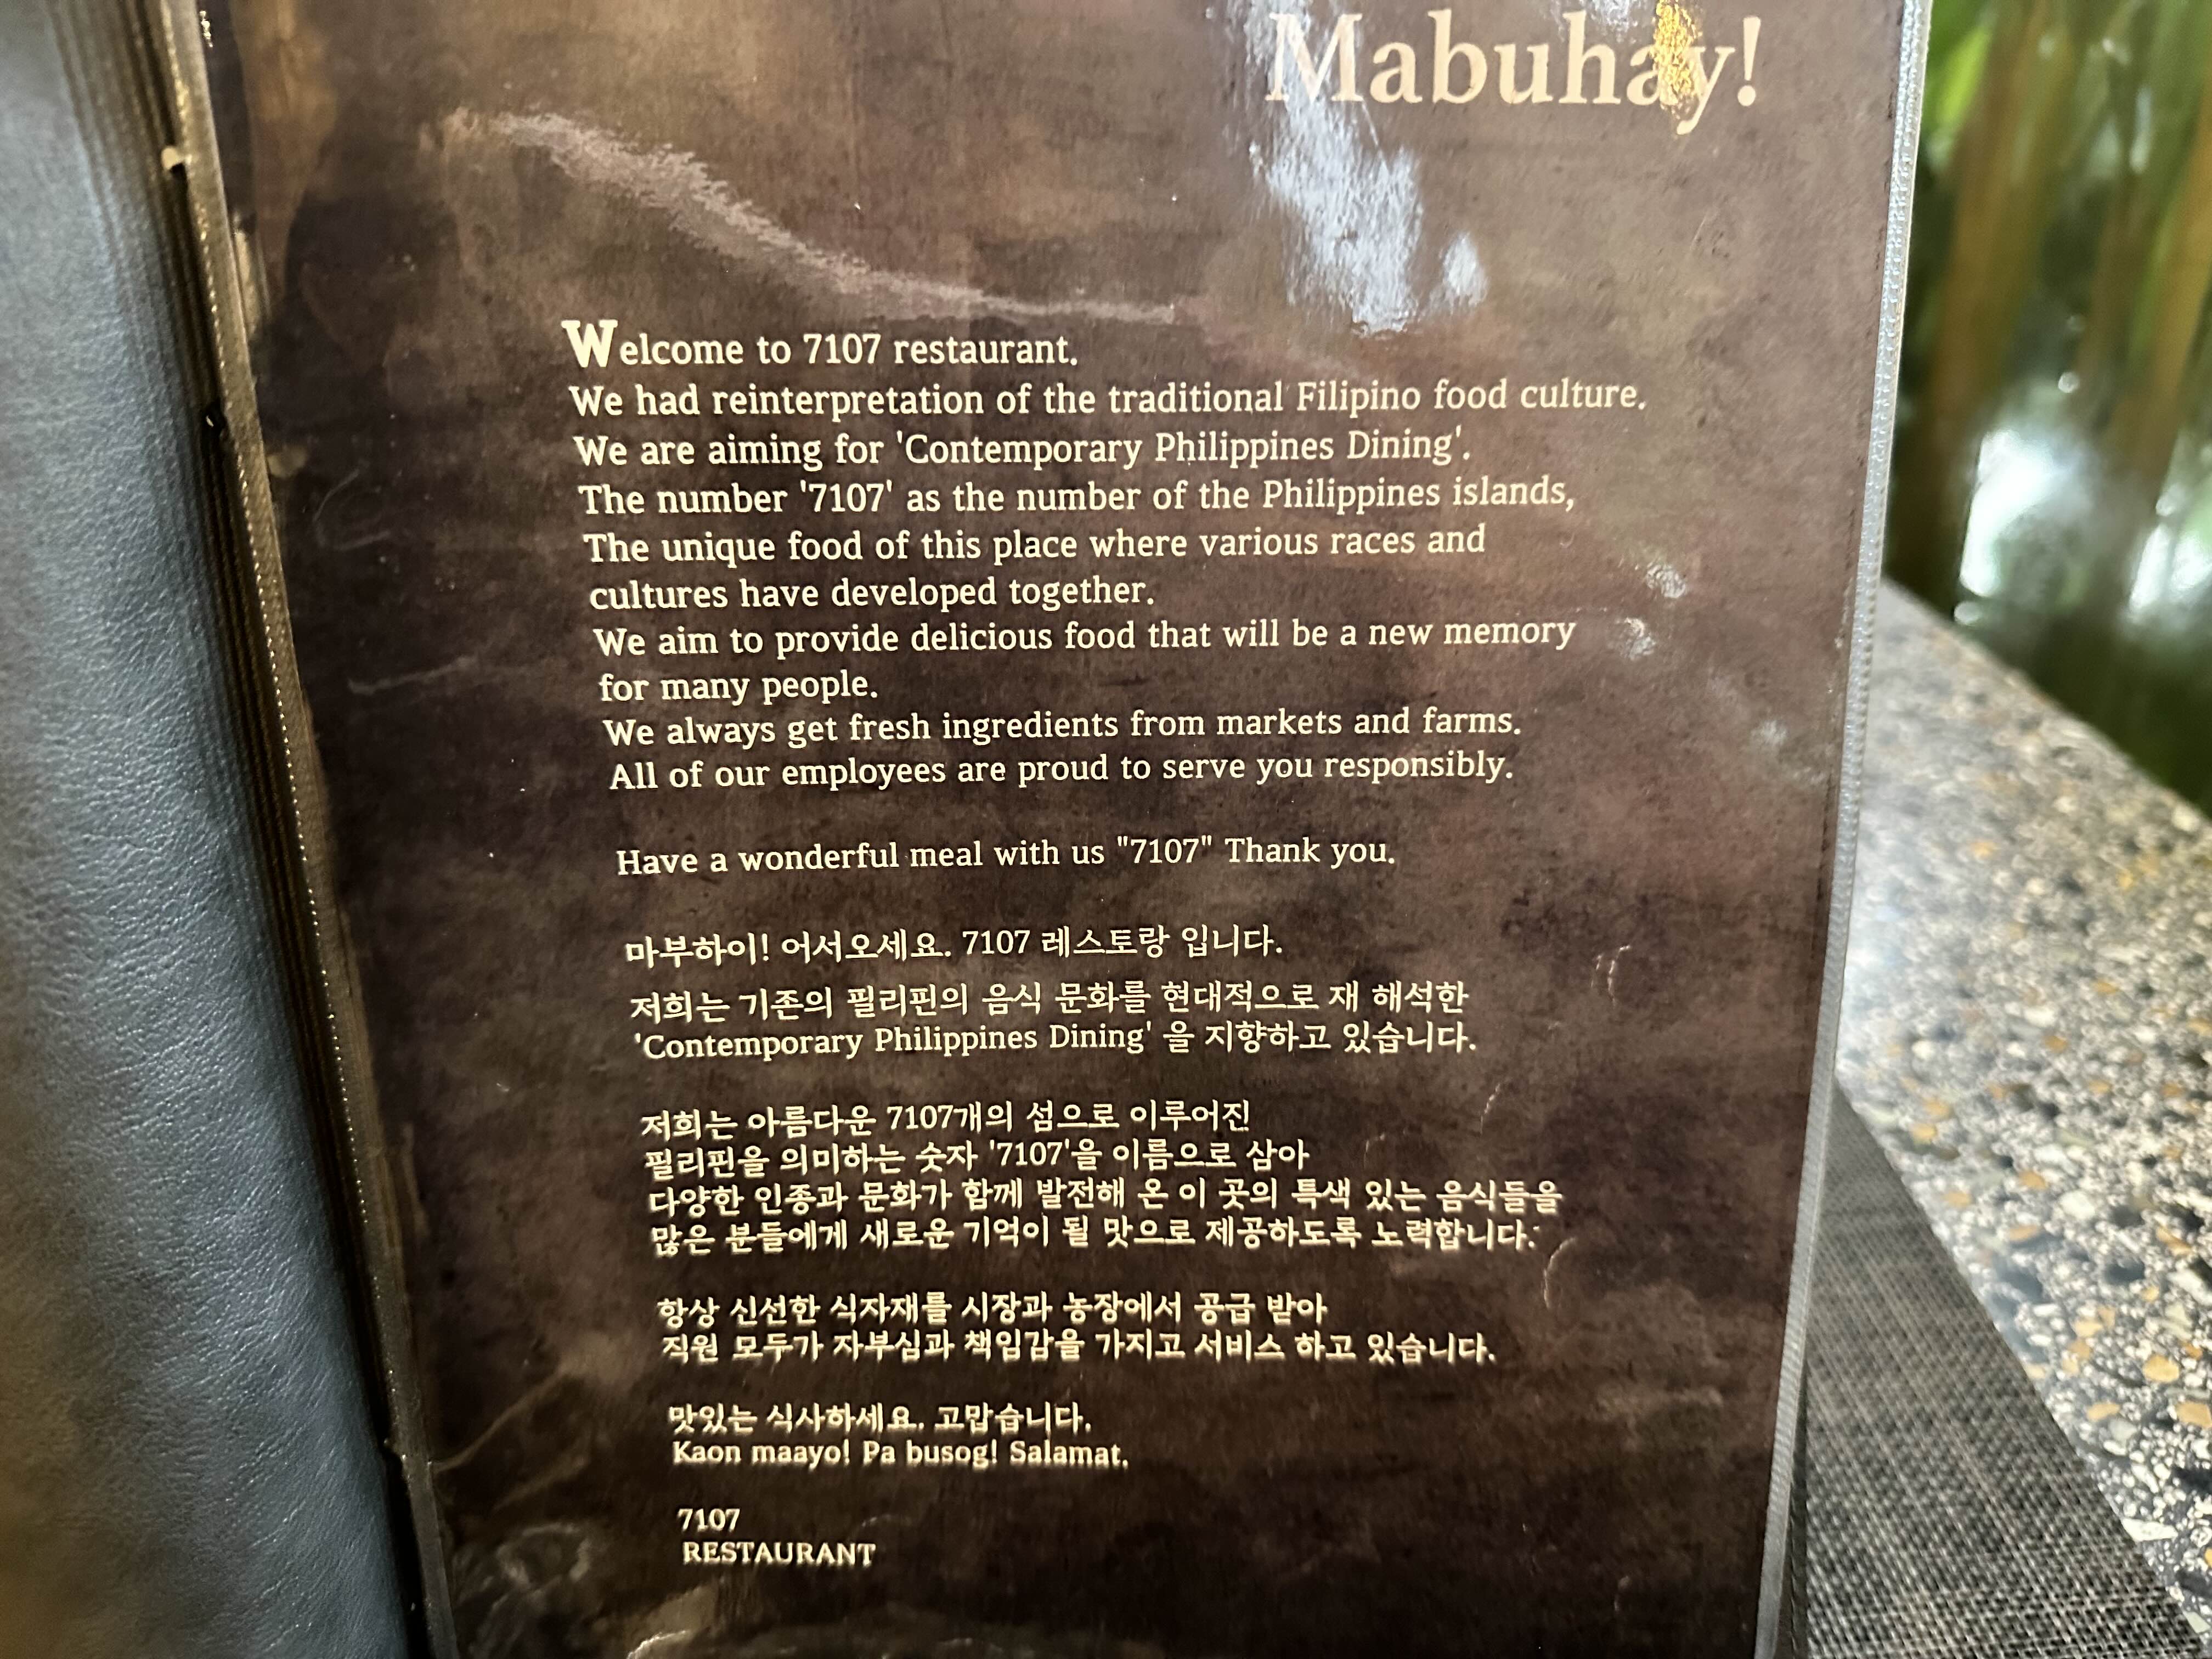 Mabuhay!
Welcome to 7107 restaurant.
We had reinterpretation of the traditional Filipino food culture.
We are aiming for 'Contemporary Philippines Dining'.
The number '7107' as the number of the Philippines islands,
The unique food of this place where various races and
cultures have developed together.
We aim to provide delicious food that will be a new memory
for many people.
We always get fresh ingredients from markets and farms.
All of our employees are proud to serve you responsibly.
Have a wonderful meal with us "7107" Thank you.
마부하이! 어서오세요. 7107 레스토랑 입니다.
저희는 기존의 필리핀의 음식 문화를 현대적으로 재 해석한
'Contemporary Philippines Dining' 을 지향하고 있습니다.
저희는 아름다운 7107개의 섬으로 이루어진
필리핀을 의미하는 숫자 '7107'을 이름으로 삼아
다양한 인종과 문화가 함께 발전해 온 이 곳의 특색 있는 음식들을
많은 분들에게 새로운 기억이 될 맛으로 제공하도록 노력합니다.
항상 신선한 식자재를 시장과 농장에서 공급 받아
직원 모두가 자부심과 책임감을 가지고 서비스 하고 있습니다.
맛있는 식사하세요. 고맙습니다.
Kaon maayo! Pa busog! Salamat.
7107
RESTAURANT